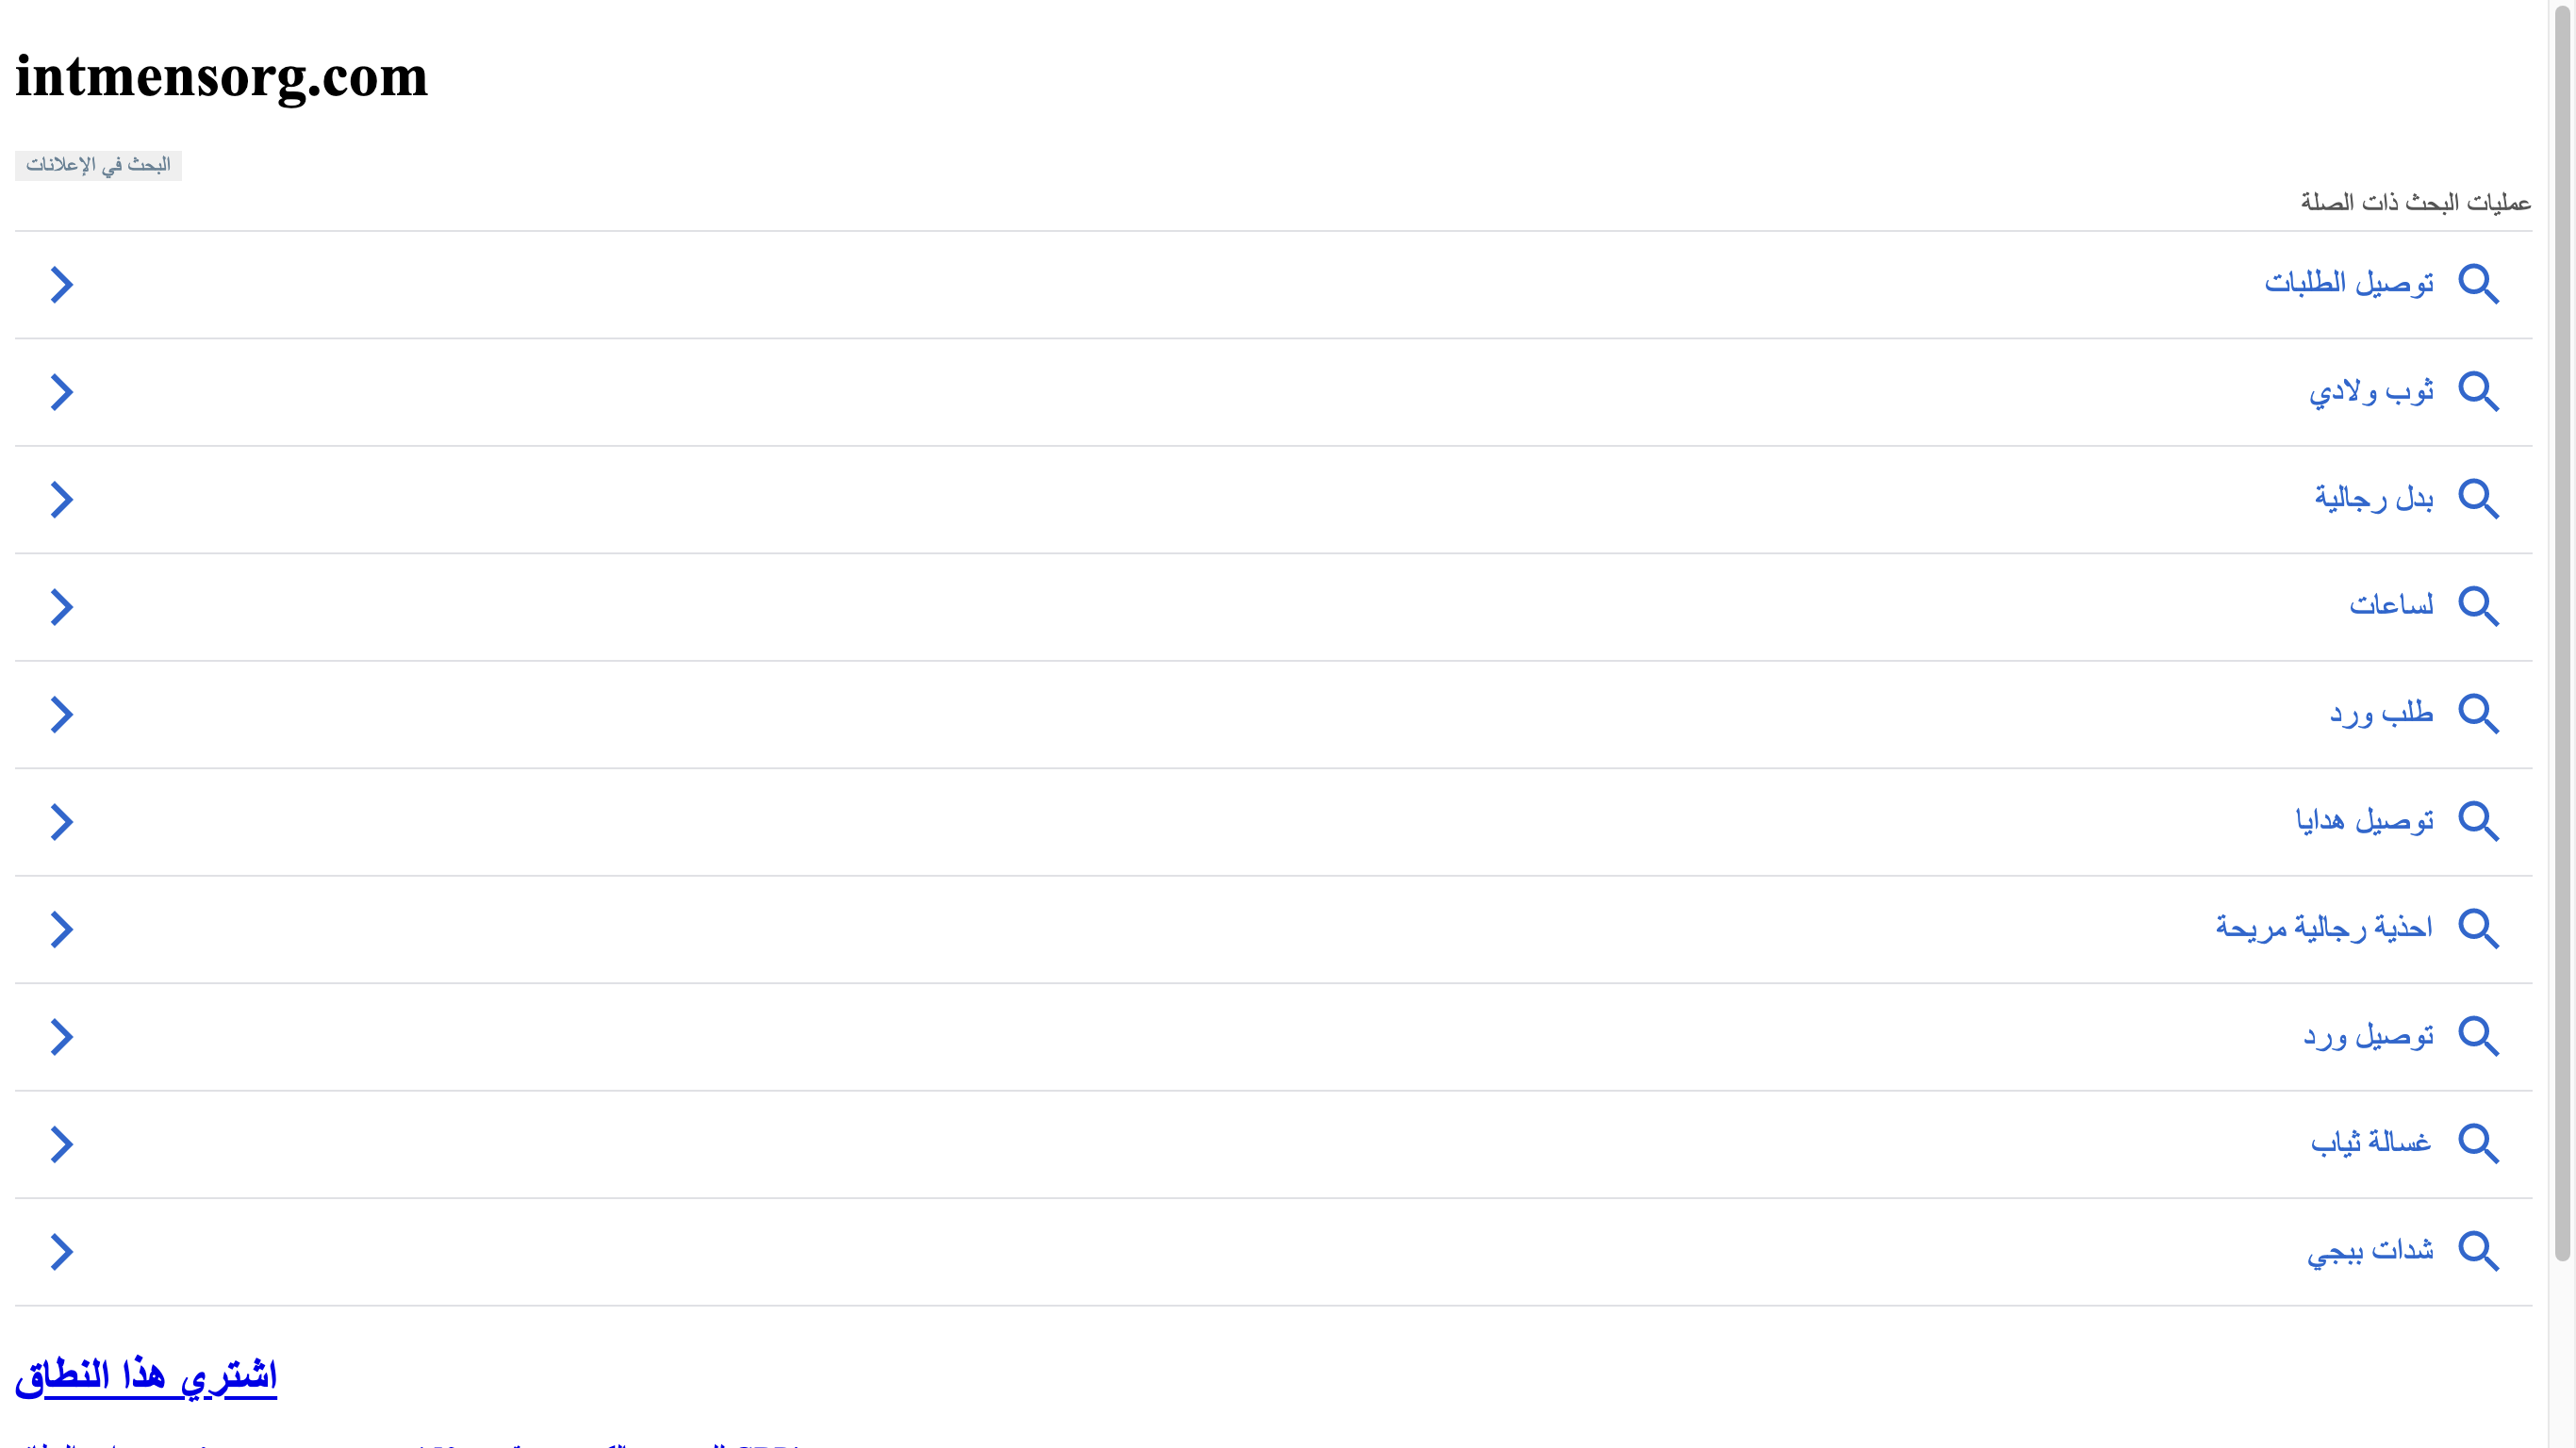 intmensorg.com
البحث في الإعلانات
عمليات البحث ذات الصلة
توصيل الطلبات
ثوب ولادي
بدل رجالية
لساعات
طلب ورد
توصيل هدايا
احذية رجالية مريحة
توصيل ورد
غسالة ثياب
شدات ببجي
اشتري هذا النطاق